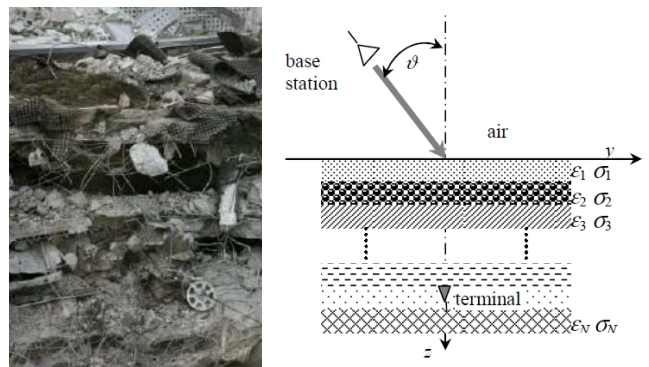 base
station
ϑ
air
y
ε1 σ1
ε2 σ2
ε3 σ3
terminal
εN σN
z